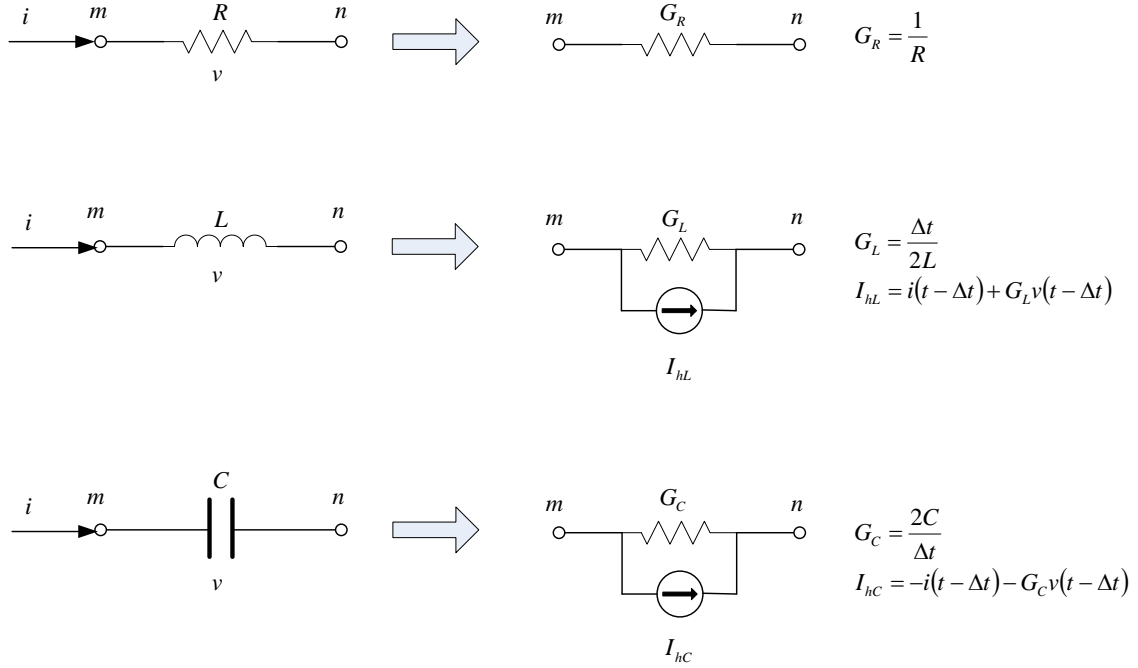 i m R n
v
m G_R n
G_R = 1/R
i m L n
v
m G_L n
I_hL
G_L = Δt/2L
I_hL = i(t − Δt) + G_L v(t − Δt)
i m C n
v
m G_C n
I_hC
G_C = 2C/Δt
I_hC = −i(t − Δt) − G_C v(t − Δt)